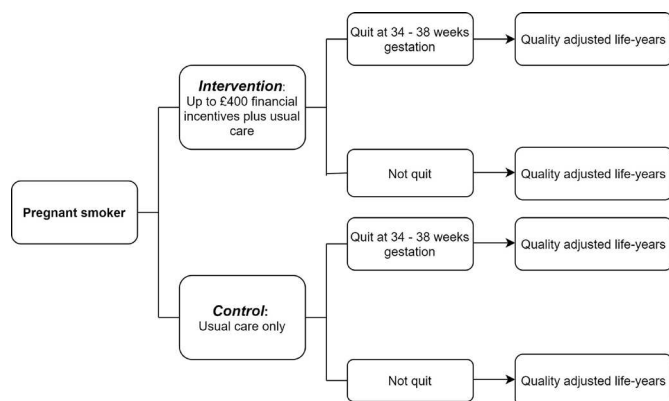 Pregnant smoker
Intervention:
Up to £400 financial
incentives plus usual
care
Quit at 34 - 38 weeks
gestation
Quality adjusted life-years
Not quit
Quality adjusted life-years
Control:
Usual care only
Quit at 34 - 38 weeks
gestation
Quality adjusted life-years
Not quit
Quality adjusted life-years